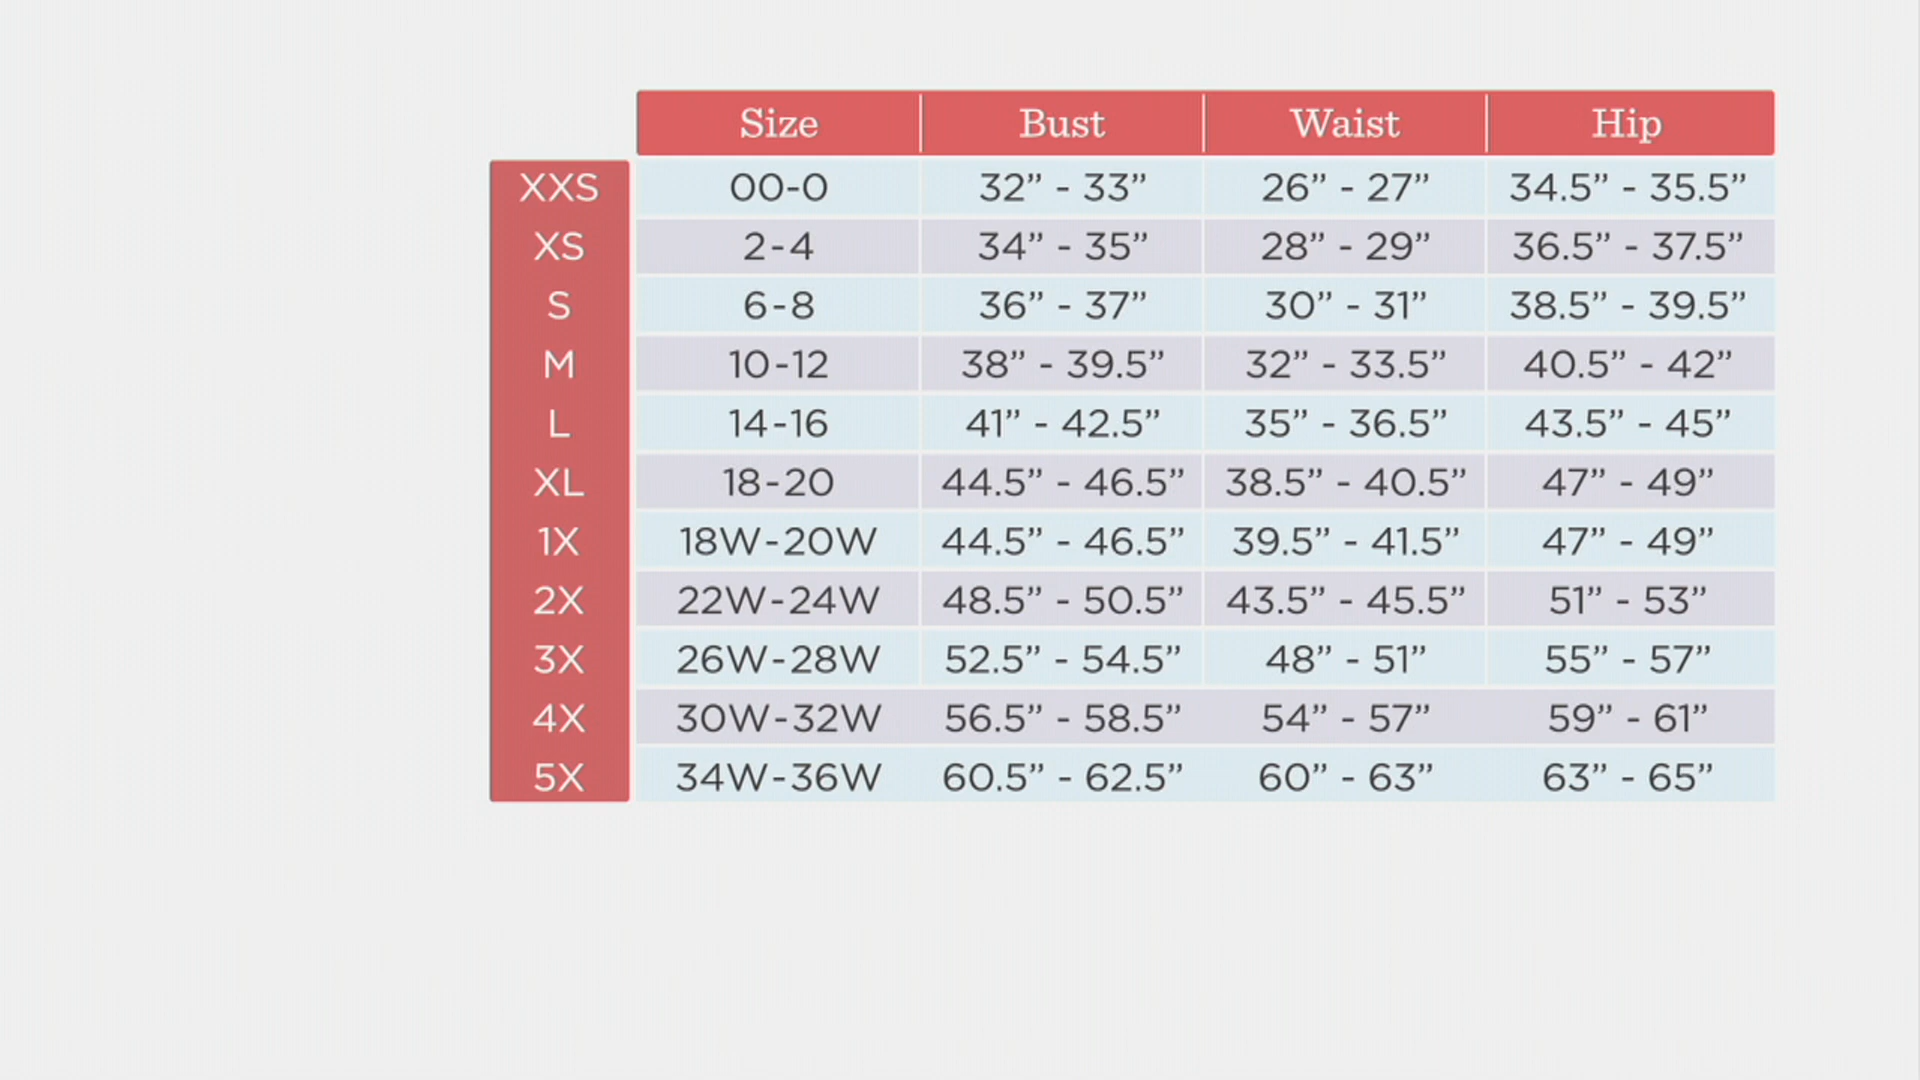 Size Bust Waist Hip
XXS 00-0 32” - 33” 26” - 27” 34.5” - 35.5”
XS 2-4 34” - 35” 28” - 29” 36.5” - 37.5”
S 6-8 36” - 37” 30” - 31” 38.5” - 39.5”
M 10-12 38” - 39.5” 32” - 33.5” 40.5” - 42”
L 14-16 41” - 42.5” 35” - 36.5” 43.5” - 45”
XL 18-20 44.5” - 46.5” 38.5” - 40.5” 47” - 49”
1X 18W-20W 44.5” - 46.5” 39.5” - 41.5” 47” - 49”
2X 22W-24W 48.5” - 50.5” 43.5” - 45.5” 51” - 53”
3X 26W-28W 52.5” - 54.5” 48” - 51” 55” - 57”
4X 30W-32W 56.5” - 58.5” 54” - 57” 59” - 61”
5X 34W-36W 60.5” - 62.5” 60” - 63” 63” - 65”